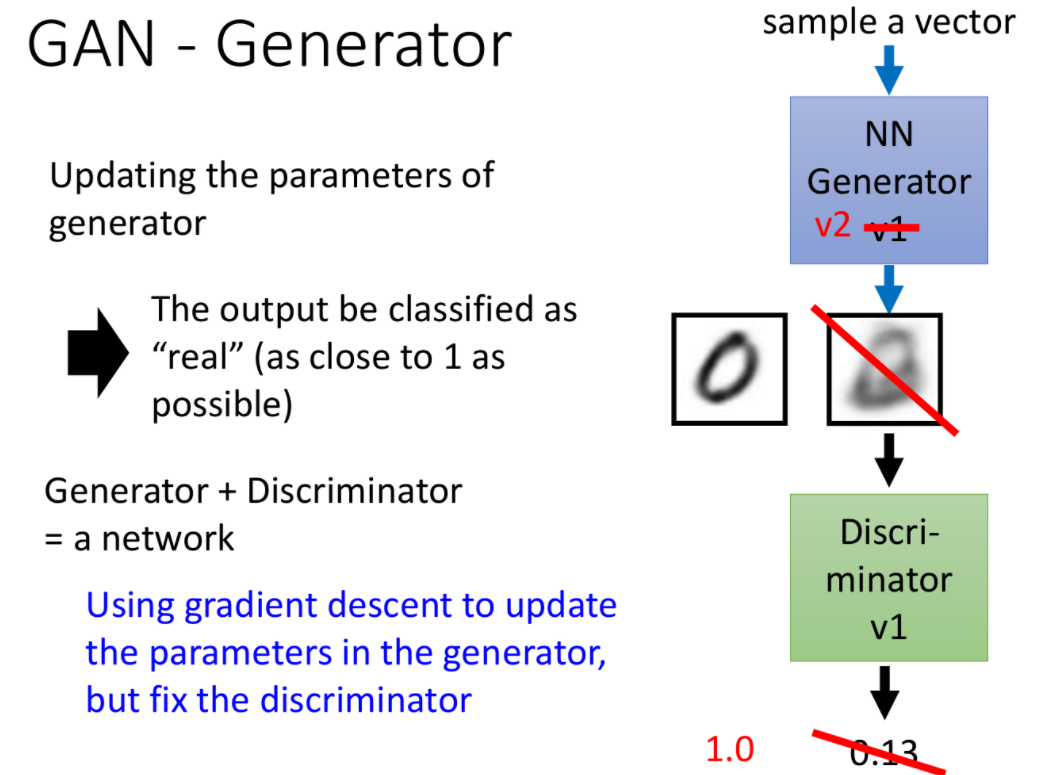 GAN - Generator
Updating the parameters of
generator
The output be classified as
“real” (as close to 1 as
possible)
Generator + Discriminator
= a network
Using gradient descent to update
the parameters in the generator,
but fix the discriminator
sample a vector
NN
Generator
v2 v1
Discri-
minator
v1
1.0 0.13